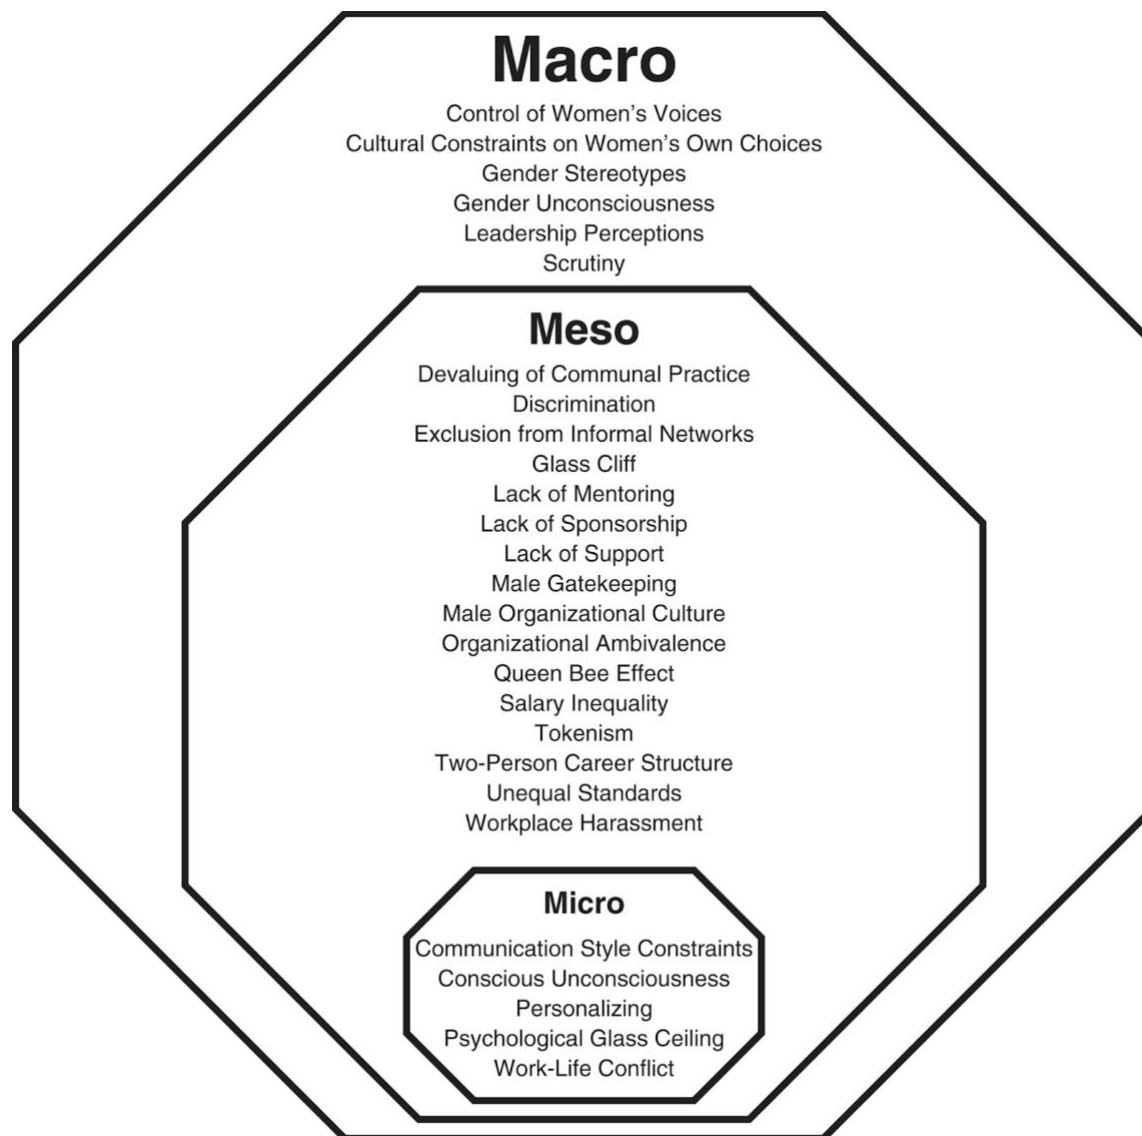 Macro
Control of Women’s Voices
Cultural Constraints on Women’s Own Choices
Gender Stereotypes
Gender Unconsciousness
Leadership Perceptions
Scrutiny
Meso
Devaluing of Communal Practice
Discrimination
Exclusion from Informal Networks
Glass Cliff
Lack of Mentoring
Lack of Sponsorship
Lack of Support
Male Gatekeeping
Male Organizational Culture
Organizational Ambivalence
Queen Bee Effect
Salary Inequality
Tokenism
Two-Person Career Structure
Unequal Standards
Workplace Harassment
Micro
Communication Style Constraints
Conscious Unconsciousness
Personalizing
Psychological Glass Ceiling
Work-Life Conflict